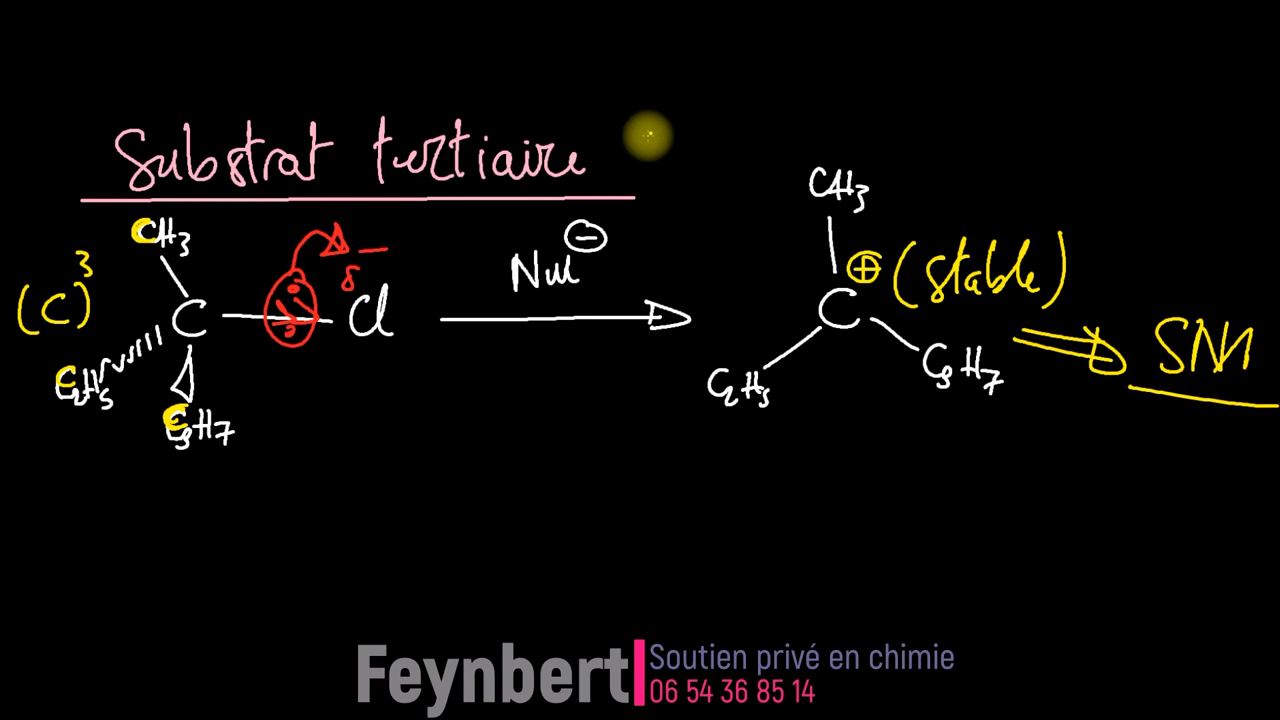 Substrat tertiaire
CH3
(C)³
C
Cl
δ-
C2H5
C3H7
Nu⊖
CH3
C
⊕ (stable)
C2H5
C3H7
⇒ SN1
Feynbert
Soutien privé en chimie
06 54 36 85 14